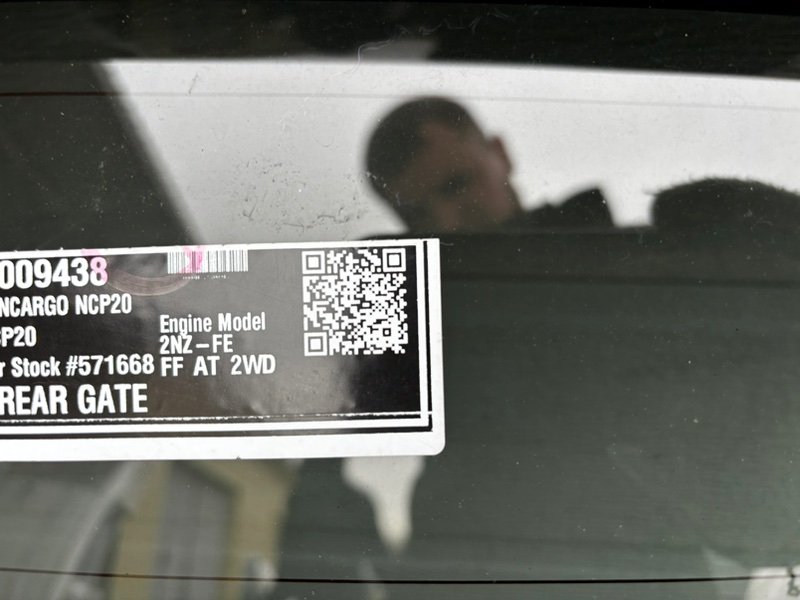 009438
NCARGO NCP20
P20
Engine Model
2NZ-FE
r Stock #571668 FF AT 2WD
REAR GATE